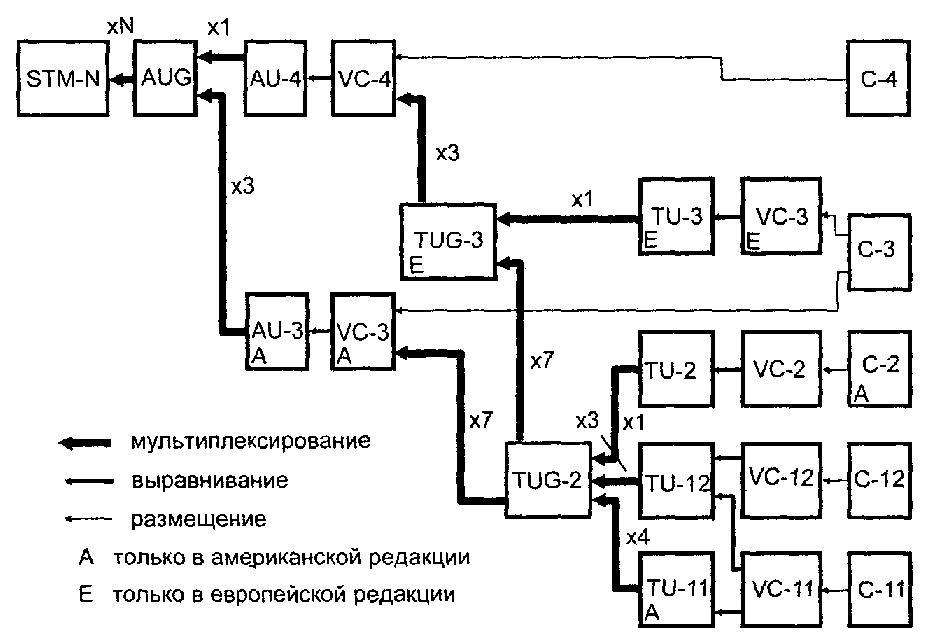 xN
x1
STM-N
AUG
AU-4
VC-4
C-4
x3
x3
x1
TUG-3
E
TU-3
E
VC-3
E
C-3
AU-3
A
VC-3
A
x7
x7
TU-2
VC-2
C-2
A
x3
x1
мультиплексирование
TUG-2
TU-12
VC-12
C-12
выравнивание
размещение
x4
A только в американской редакции
TU-11
A
VC-11
C-11
E только в европейской редакции